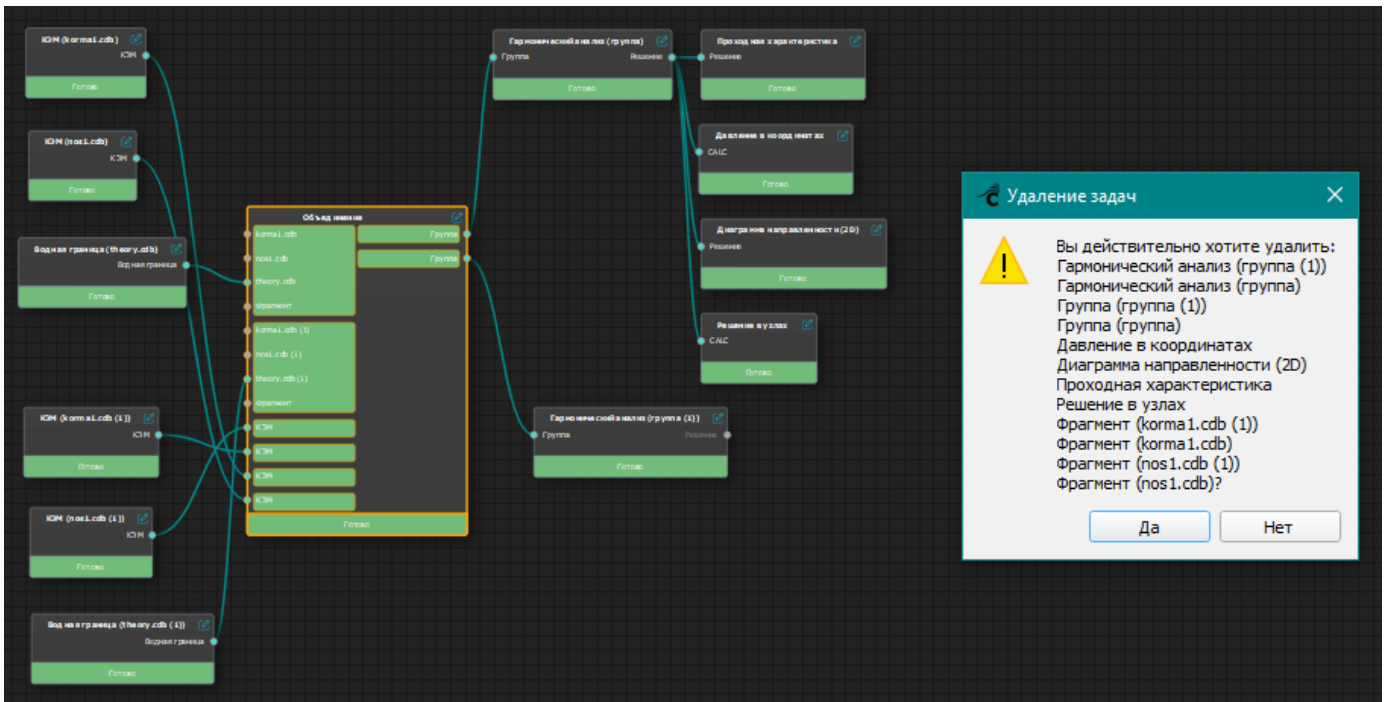 КЭМ (korma1.cdb)
КЭМ
Готово
КЭМ (nos1.cdb)
КЭМ
Готово
Водная граница (theory.cdb)
Водная граница
Готово
КЭМ (korma1.cdb (1))
КЭМ
Готово
КЭМ (nos1.cdb (1))
КЭМ
Готово
Водная граница (theory.cdb (1))
Водная граница
Готово
Объединение
korma1.cdb
Группа
nos1.cdb
Группа
theory.cdb
Фрагмент
korma1.cdb (1)
nos1.cdb (1)
theory.cdb (1)
Фрагмент
КЭМ
КЭМ
КЭМ
КЭМ
Готово
Гармонический анализ (группа)
Группа
Решение
Готово
Проходная характеристика
Решение
Готово
Давления в координатах
CALC
Готово
Диаграмма направленности (2D)
Решение
Готово
Решение в узлах
CALC
Готово
Гармонический анализ (группа (1))
Группа
Решение
Готово
Удаление задач
Вы действительно хотите удалить:
Гармонический анализ (группа (1))
Гармонический анализ (группа)
Группа (группа (1))
Группа (группа)
Давление в координатах
Диаграмма направленности (2D)
Проходная характеристика
Решение в узлах
Фрагмент (korma1.cdb (1))
Фрагмент (korma1.cdb)
Фрагмент (nos1.cdb (1))
Фрагмент (nos1.cdb)?
Да
Нет